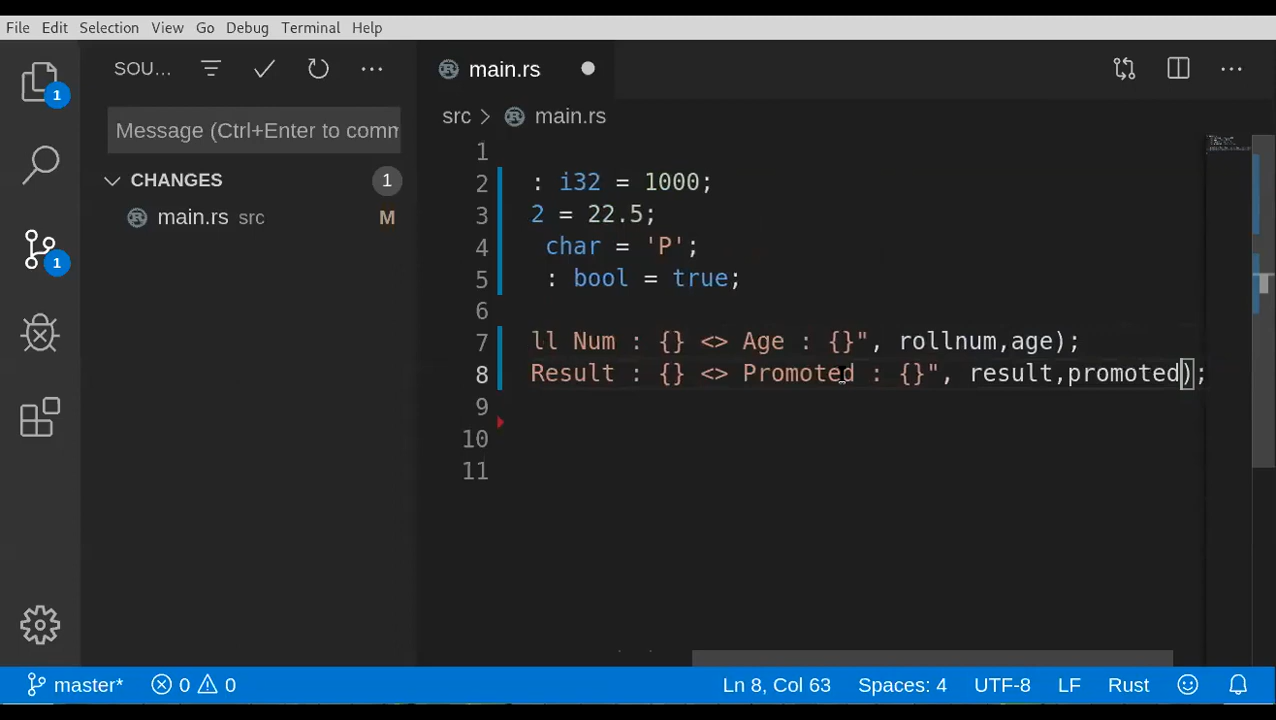 File Edit Selection View Go Debug Terminal Help
SOU... main.rs
src > main.rs
Message (Ctrl+Enter to comm
CHANGES 1
main.rs src M
1
1
1
2 : i32 = 1000;
3 2 = 22.5;
4 char = 'P';
5 : bool = true;
6
7 ll Num : {} <> Age : {}", rollnum,age);
8 Result : {} <> Promoted : {}", result,promoted);
9
10
11
master* 0 0 Ln 8, Col 63 Spaces: 4 UTF-8 LF Rust